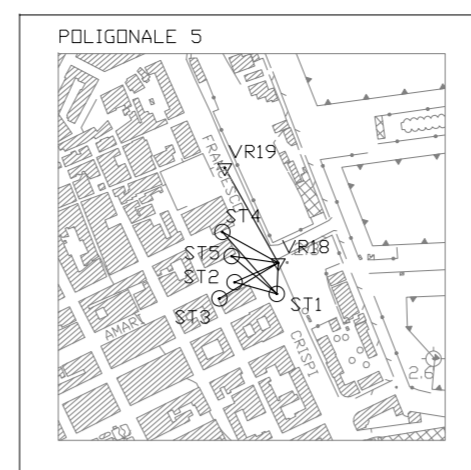 POLIGONALE 5
FRANCESCO
VR19
ST4
ST5
VR18
ST2
ST3
ST1
AMARI
CRISPI
2.6